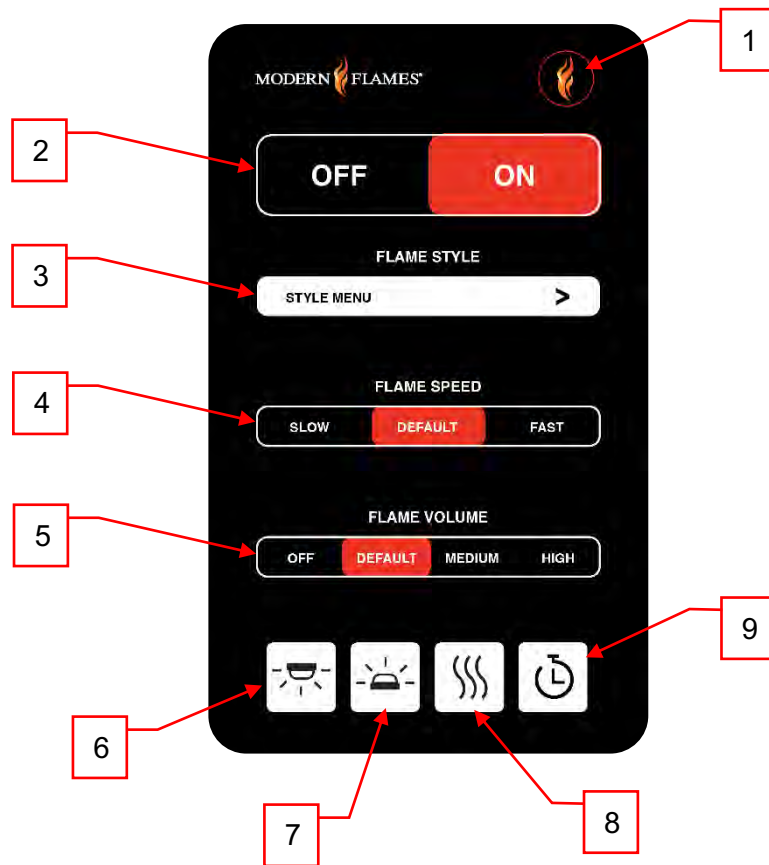 1
MODERN FLAMES®
2
OFF ON
FLAME STYLE
3
STYLE MENU >
FLAME SPEED
4
SLOW DEFAULT FAST
FLAME VOLUME
5
OFF DEFAULT MEDIUM HIGH
9
6
7
8